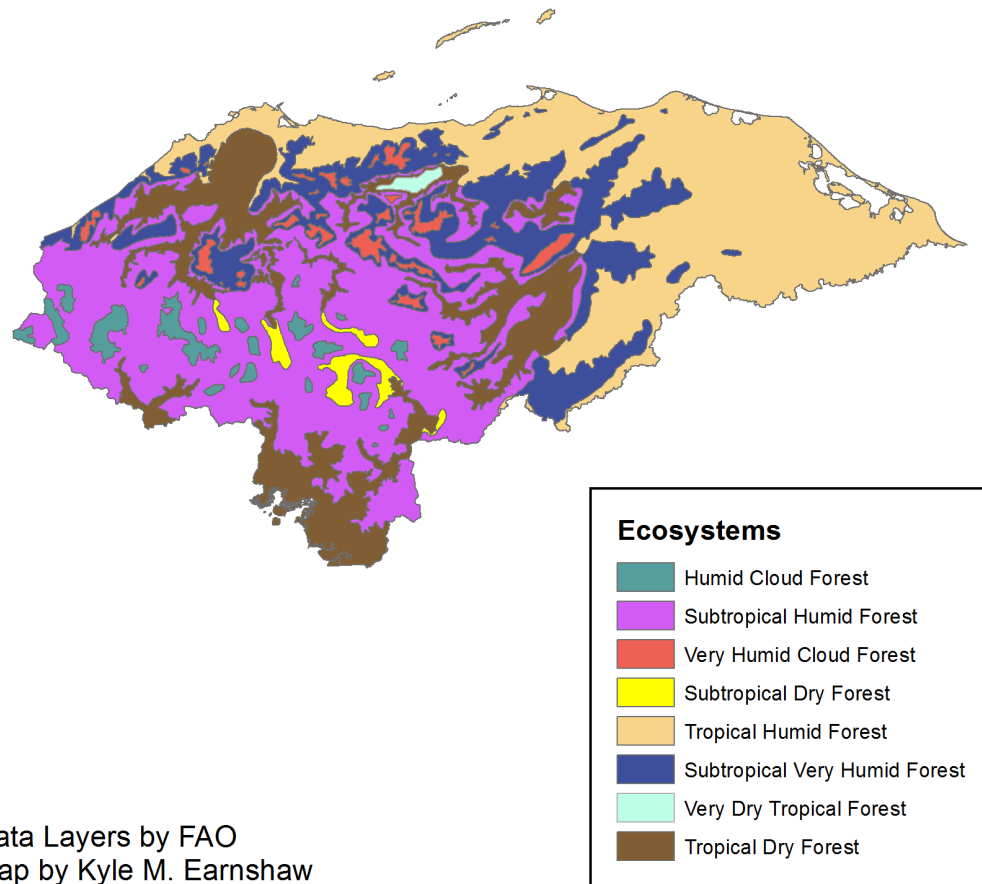 Ecosystems
Humid Cloud Forest
Subtropical Humid Forest
Very Humid Cloud Forest
Subtropical Dry Forest
Tropical Humid Forest
Subtropical Very Humid Forest
Very Dry Tropical Forest
Tropical Dry Forest
ata Layers by FAO
ap by Kyle M. Earnshaw